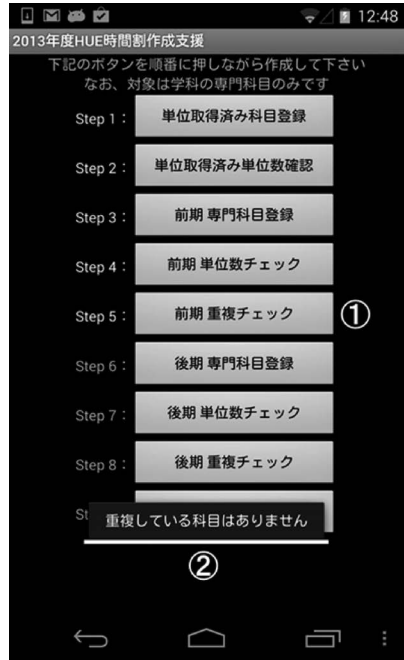 12:48
2013年度HUE時間割作成支援
下記のボタンを順番に押しながら作成して下さい
なお、対象は学科の専門科目のみです
Step 1： 単位取得済み科目登録
Step 2： 単位取得済み単位数確認
Step 3： 前期 専門科目登録
Step 4： 前期 単位数チェック
Step 5： 前期 重複チェック ①
Step 6： 後期 専門科目登録
Step 7： 後期 単位数チェック
Step 8： 後期 重複チェック
St
重複している科目はありません
②